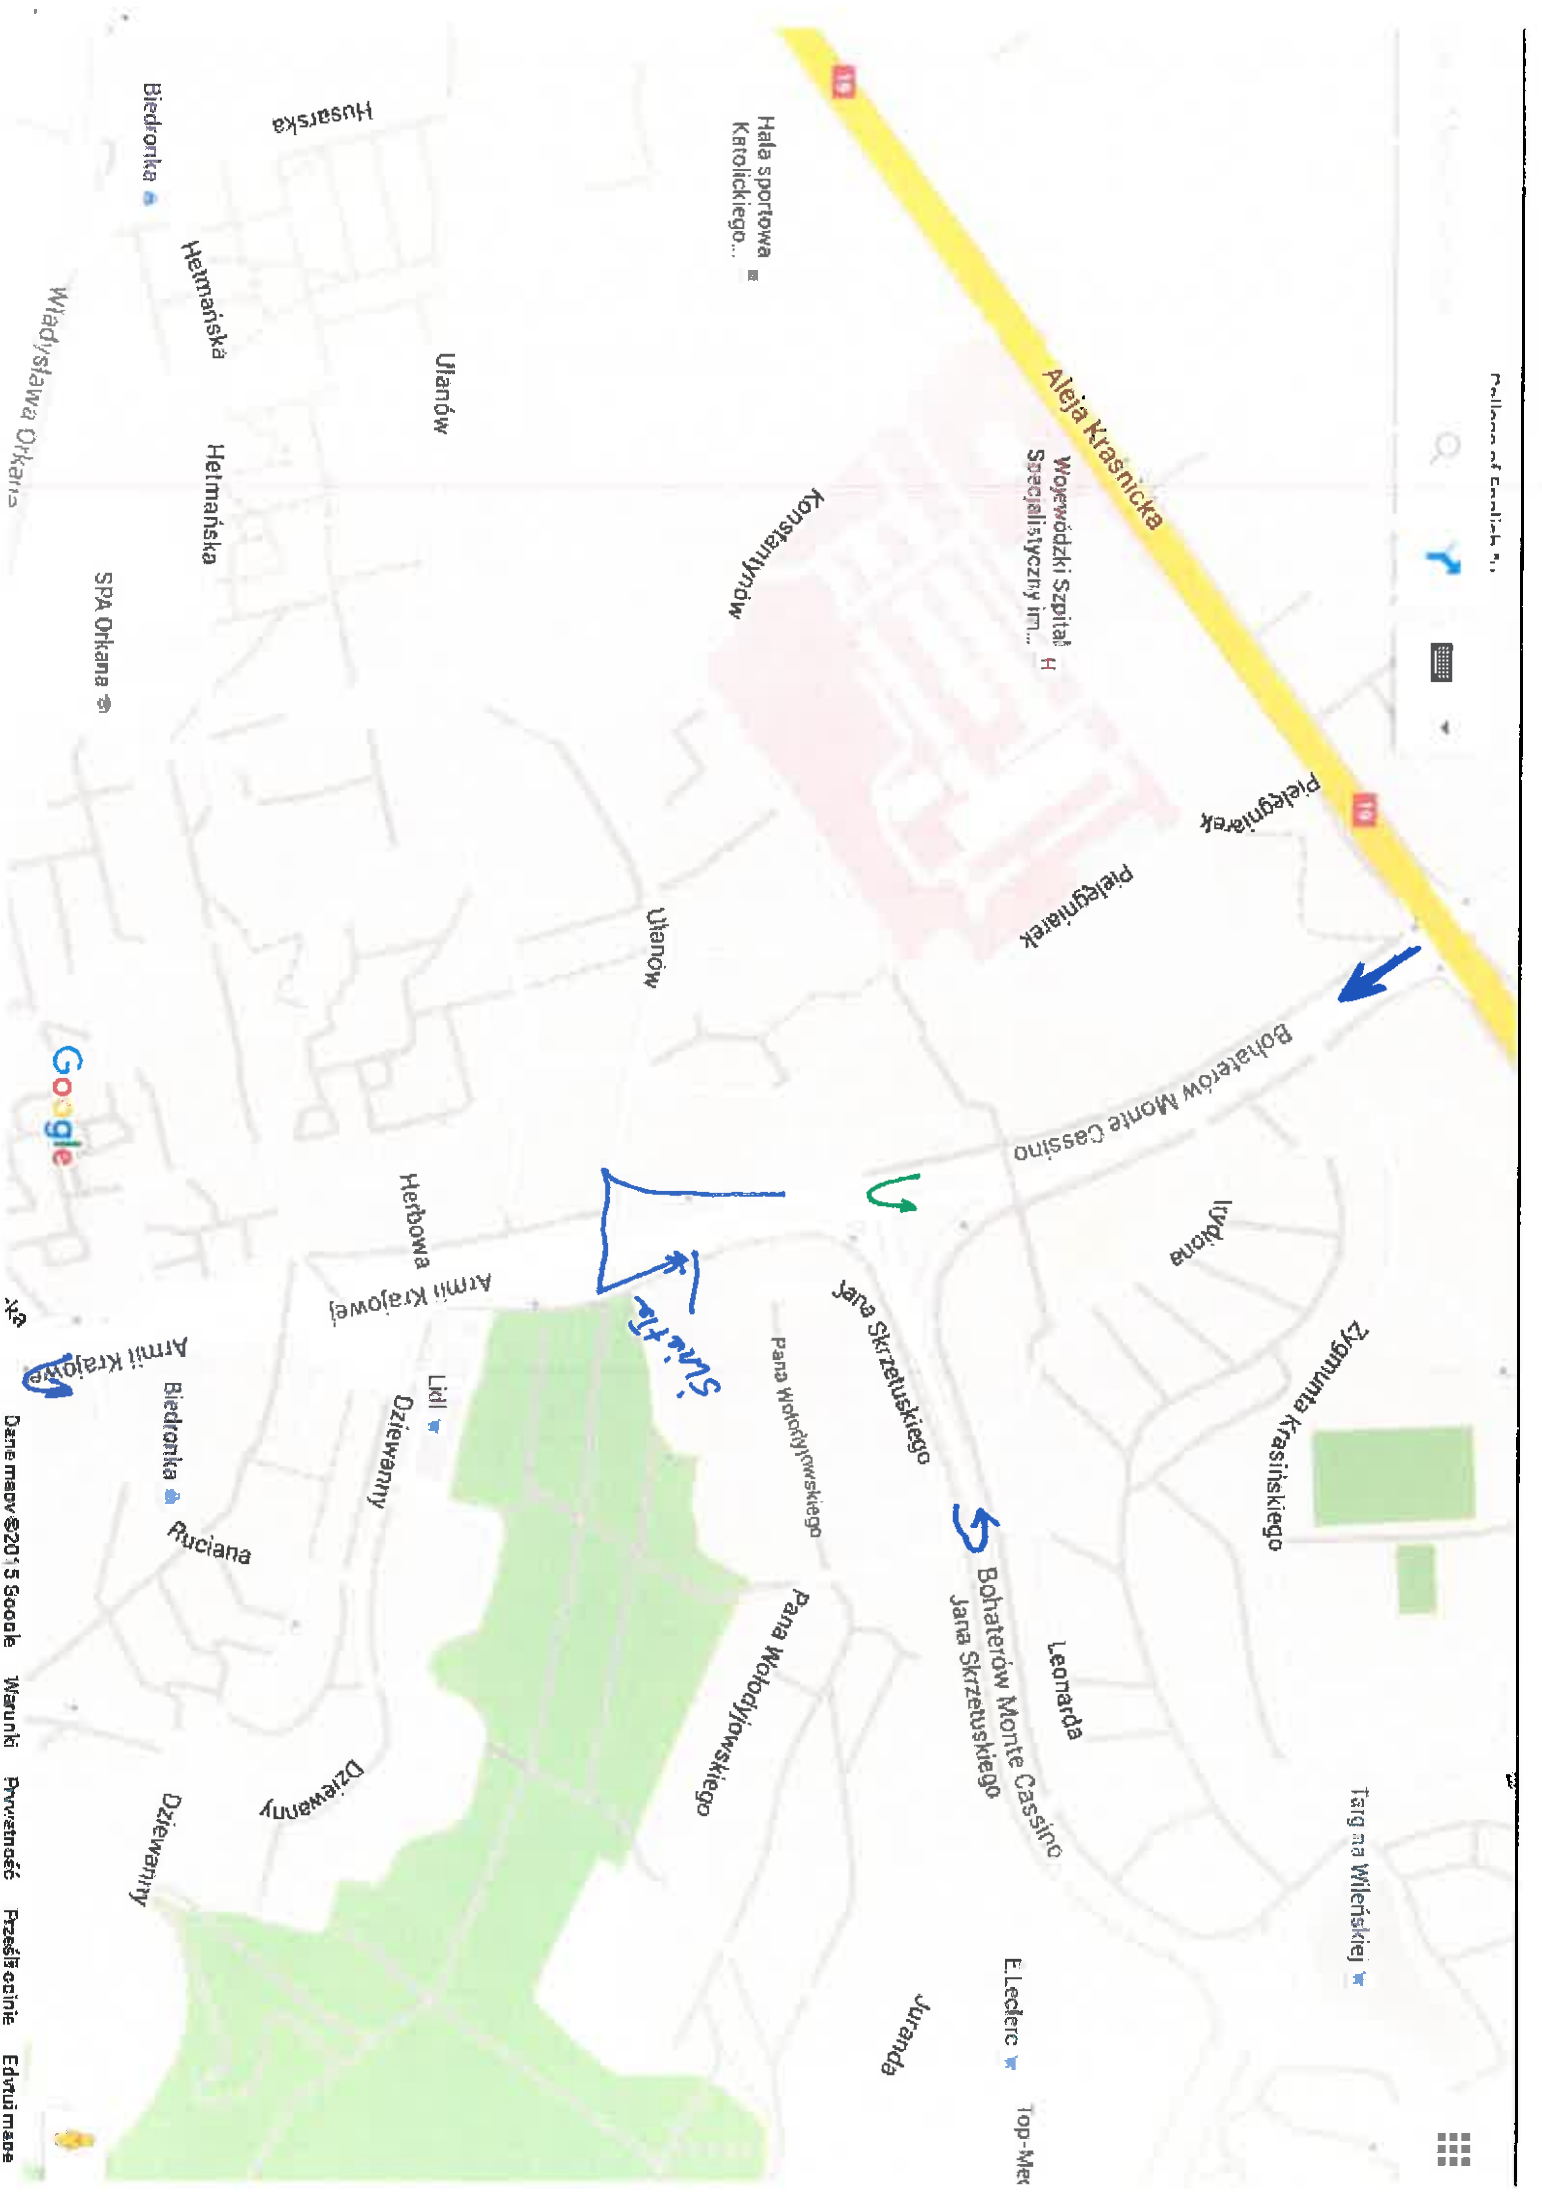 19
Aleja Kraśnicka
19
Hala sportowa
Katolickiego...
Wojewódzki Szpital H
Specjalistyczny im...
Pielęgniarek
Pielęgniarek
Konstantynów
Husarska
Biedronka
Hetmańska
Hetmańska
Ułanów
Ułanów
Władysława Orkana
SPA Orkana
Bohaterów Monte Cassino
Irydiona
Zygmunta Krasińskiego
Jana Skrzetuskiego
Pana Wołodyjowskiego
Światła
Herbowa
Armii Krajowej
Armii Krajowej
Lidl
Biedronka
Dziewanny
Ruciana
Bohaterów Monte Cassino
Jana Skrzetuskiego
Leonarda
Pana Wołodyjowskiego
Dziewanny
Dziewanny
Targ na Wileńskiej
E.Leclerc
Juranda
Google
Dane mapy ©2015 Google Warunki Prywatność Prześlij opinię